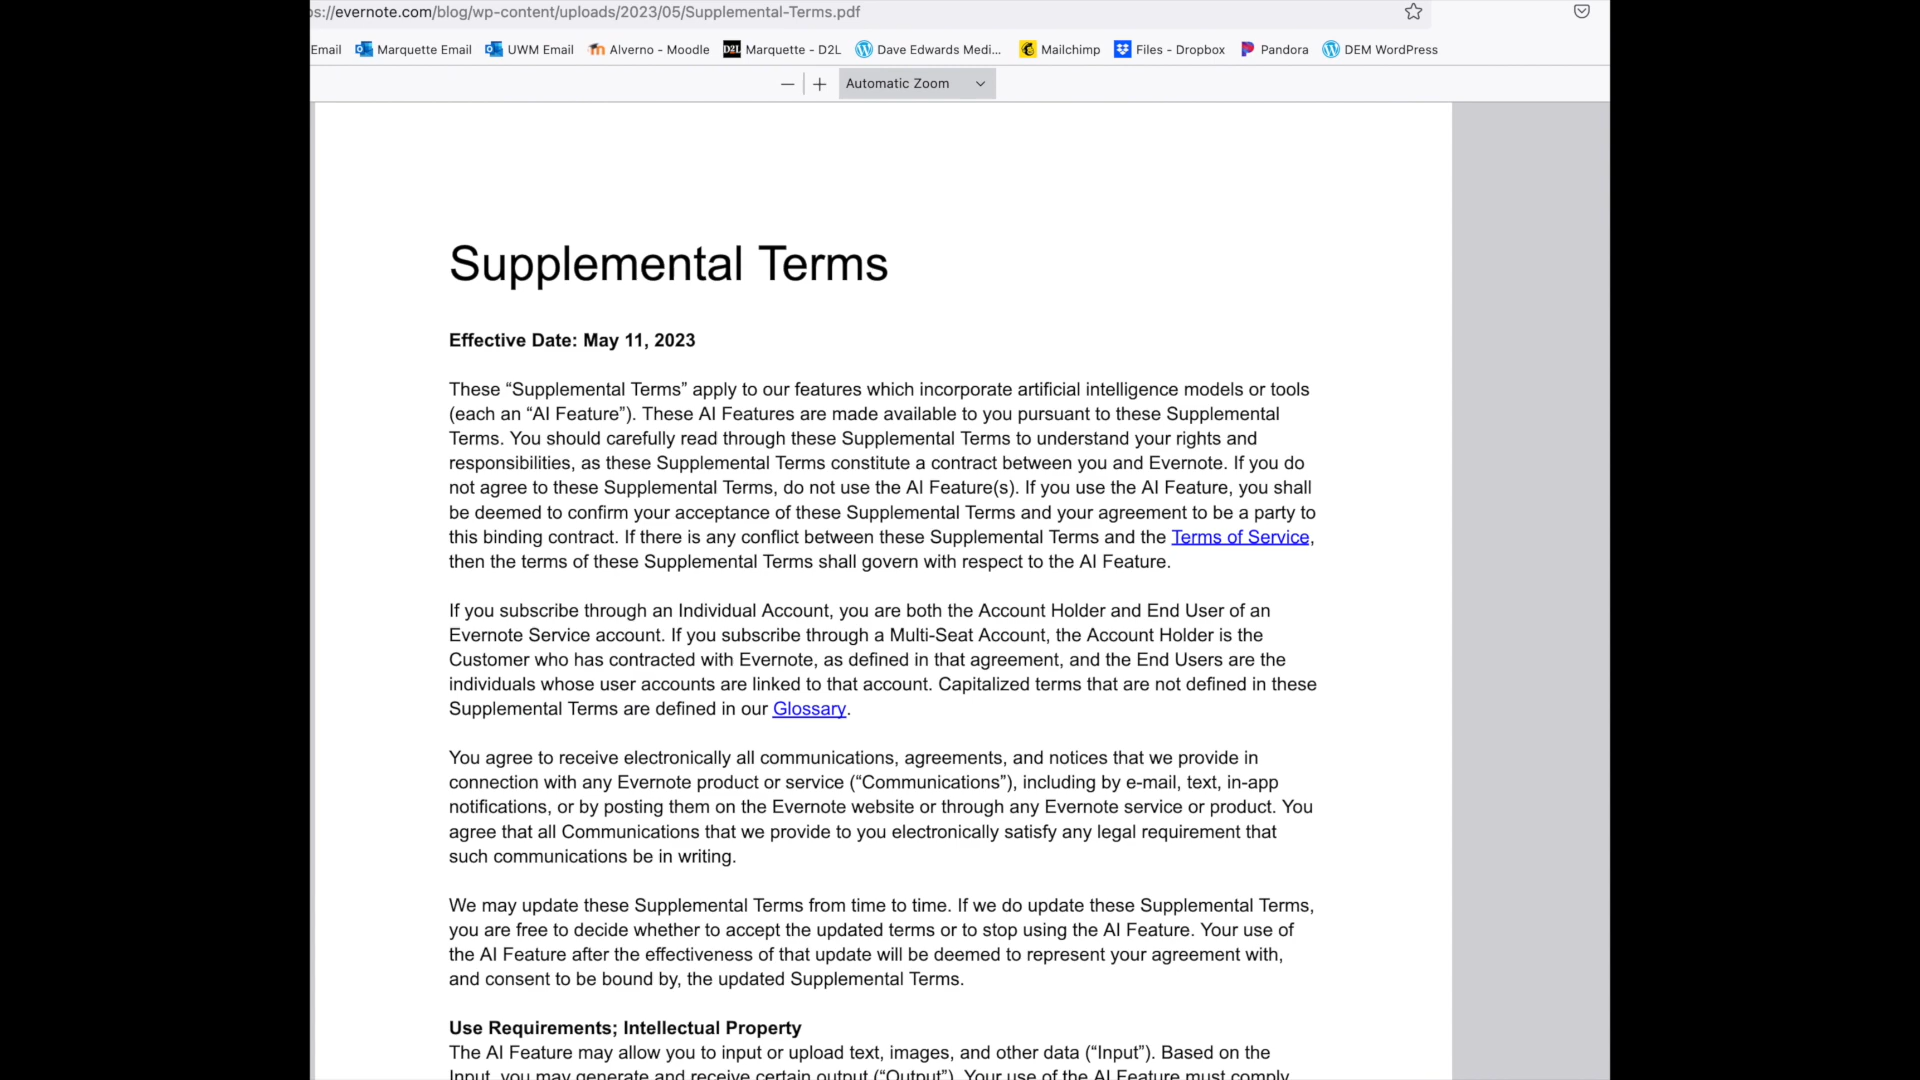 ps://evernote.com/blog/wp-content/uploads/2023/05/Supplemental-Terms.pdf
Email Marquette Email UWM Email Alverno - Moodle D2L Marquette - D2L Dave Edwards Medi... Mailchimp Files - Dropbox Pandora DEM WordPress
Automatic Zoom
Supplemental Terms
Effective Date: May 11, 2023
These “Supplemental Terms” apply to our features which incorporate artificial intelligence models or tools
(each an “AI Feature”). These AI Features are made available to you pursuant to these Supplemental
Terms. You should carefully read through these Supplemental Terms to understand your rights and
responsibilities, as these Supplemental Terms constitute a contract between you and Evernote. If you do
not agree to these Supplemental Terms, do not use the AI Feature(s). If you use the AI Feature, you shall
be deemed to confirm your acceptance of these Supplemental Terms and your agreement to be a party to
this binding contract. If there is any conflict between these Supplemental Terms and the Terms of Service,
then the terms of these Supplemental Terms shall govern with respect to the AI Feature.
If you subscribe through an Individual Account, you are both the Account Holder and End User of an
Evernote Service account. If you subscribe through a Multi-Seat Account, the Account Holder is the
Customer who has contracted with Evernote, as defined in that agreement, and the End Users are the
individuals whose user accounts are linked to that account. Capitalized terms that are not defined in these
Supplemental Terms are defined in our Glossary.
You agree to receive electronically all communications, agreements, and notices that we provide in
connection with any Evernote product or service (“Communications”), including by e-mail, text, in-app
notifications, or by posting them on the Evernote website or through any Evernote service or product. You
agree that all Communications that we provide to you electronically satisfy any legal requirement that
such communications be in writing.
We may update these Supplemental Terms from time to time. If we do update these Supplemental Terms,
you are free to decide whether to accept the updated terms or to stop using the AI Feature. Your use of
the AI Feature after the effectiveness of that update will be deemed to represent your agreement with,
and consent to be bound by, the updated Supplemental Terms.
Use Requirements; Intellectual Property
The AI Feature may allow you to input or upload text, images, and other data (“Input”). Based on the
Input, you may generate and receive certain output (“Output”). Your use of the AI Feature must comply